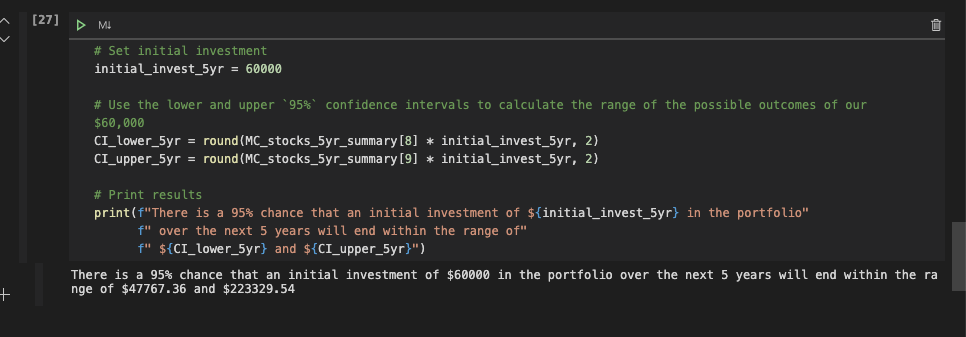 [27]
M↓
# Set initial investment
initial_invest_5yr = 60000
# Use the lower and upper `95%` confidence intervals to calculate the range of the possible outcomes of our
$60,000
CI_lower_5yr = round(MC_stocks_5yr_summary[8] * initial_invest_5yr, 2)
CI_upper_5yr = round(MC_stocks_5yr_summary[9] * initial_invest_5yr, 2)
# Print results
print(f"There is a 95% chance that an initial investment of ${initial_invest_5yr} in the portfolio"
f" over the next 5 years will end within the range of"
f" ${CI_lower_5yr} and ${CI_upper_5yr}")
There is a 95% chance that an initial investment of $60000 in the portfolio over the next 5 years will end within the ra
nge of $47767.36 and $223329.54